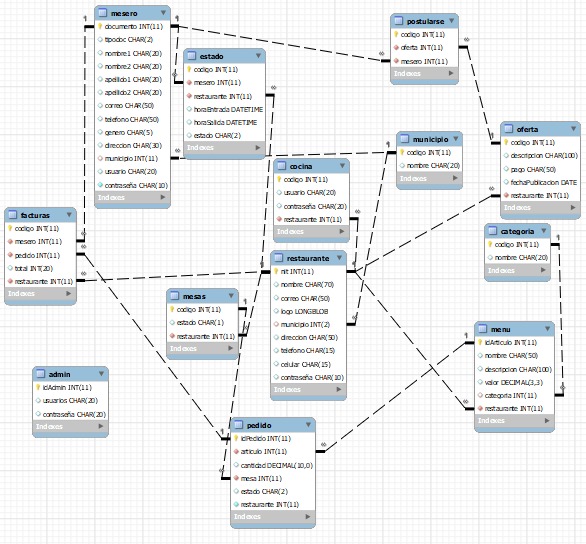 mesero
documento INT(11)
tipodoc CHAR(2)
nombre1 CHAR(20)
nombre2 CHAR(20)
apellido1 CHAR(20)
apellido2 CHAR(20)
correo CHAR(50)
telefono CHAR(50)
genero CHAR(5)
direccion CHAR(30)
municipio INT(11)
usuario CHAR(20)
contraseña CHAR(10)
Indexes
estado
codigo INT(11)
mesero INT(11)
restaurante INT(11)
horaEntrada DATETIME
horaSalida DATETIME
estado CHAR(2)
Indexes
postularse
codigo INT(11)
oferta INT(11)
mesero INT(11)
Indexes
municipio
codigo INT(11)
nombre CHAR(20)
Indexes
oferta
codigo INT(11)
descripcion CHAR(100)
pago CHAR(50)
fechaPublicacion DATE
restaurante INT(11)
Indexes
cocina
codigo INT(11)
usuario CHAR(20)
contraseña CHAR(20)
restaurante INT(11)
Indexes
facturas
codigo INT(11)
mesero INT(11)
pedido INT(11)
total INT(20)
restaurante INT(11)
Indexes
categoria
codigo INT(11)
nombre CHAR(20)
Indexes
restaurante
nit INT(11)
nombre CHAR(70)
correo CHAR(50)
logo LONGBLOB
municipio INT(2)
direccion CHAR(50)
telefono CHAR(15)
celular CHAR(15)
contraseña CHAR(10)
Indexes
mesas
codigo INT(11)
estado CHAR(1)
restaurante INT(11)
Indexes
menu
idArticulo INT(11)
nombre CHAR(50)
descripcion CHAR(100)
valor DECIMAL(3,3)
categoria INT(11)
restaurante INT(11)
Indexes
admin
idAdmin INT(11)
usuarios CHAR(20)
contraseña CHAR(20)
Indexes
pedido
idPedido INT(11)
articulo INT(11)
cantidad DECIMAL(10,0)
mesa INT(11)
estado CHAR(2)
restaurante INT(11)
Indexes